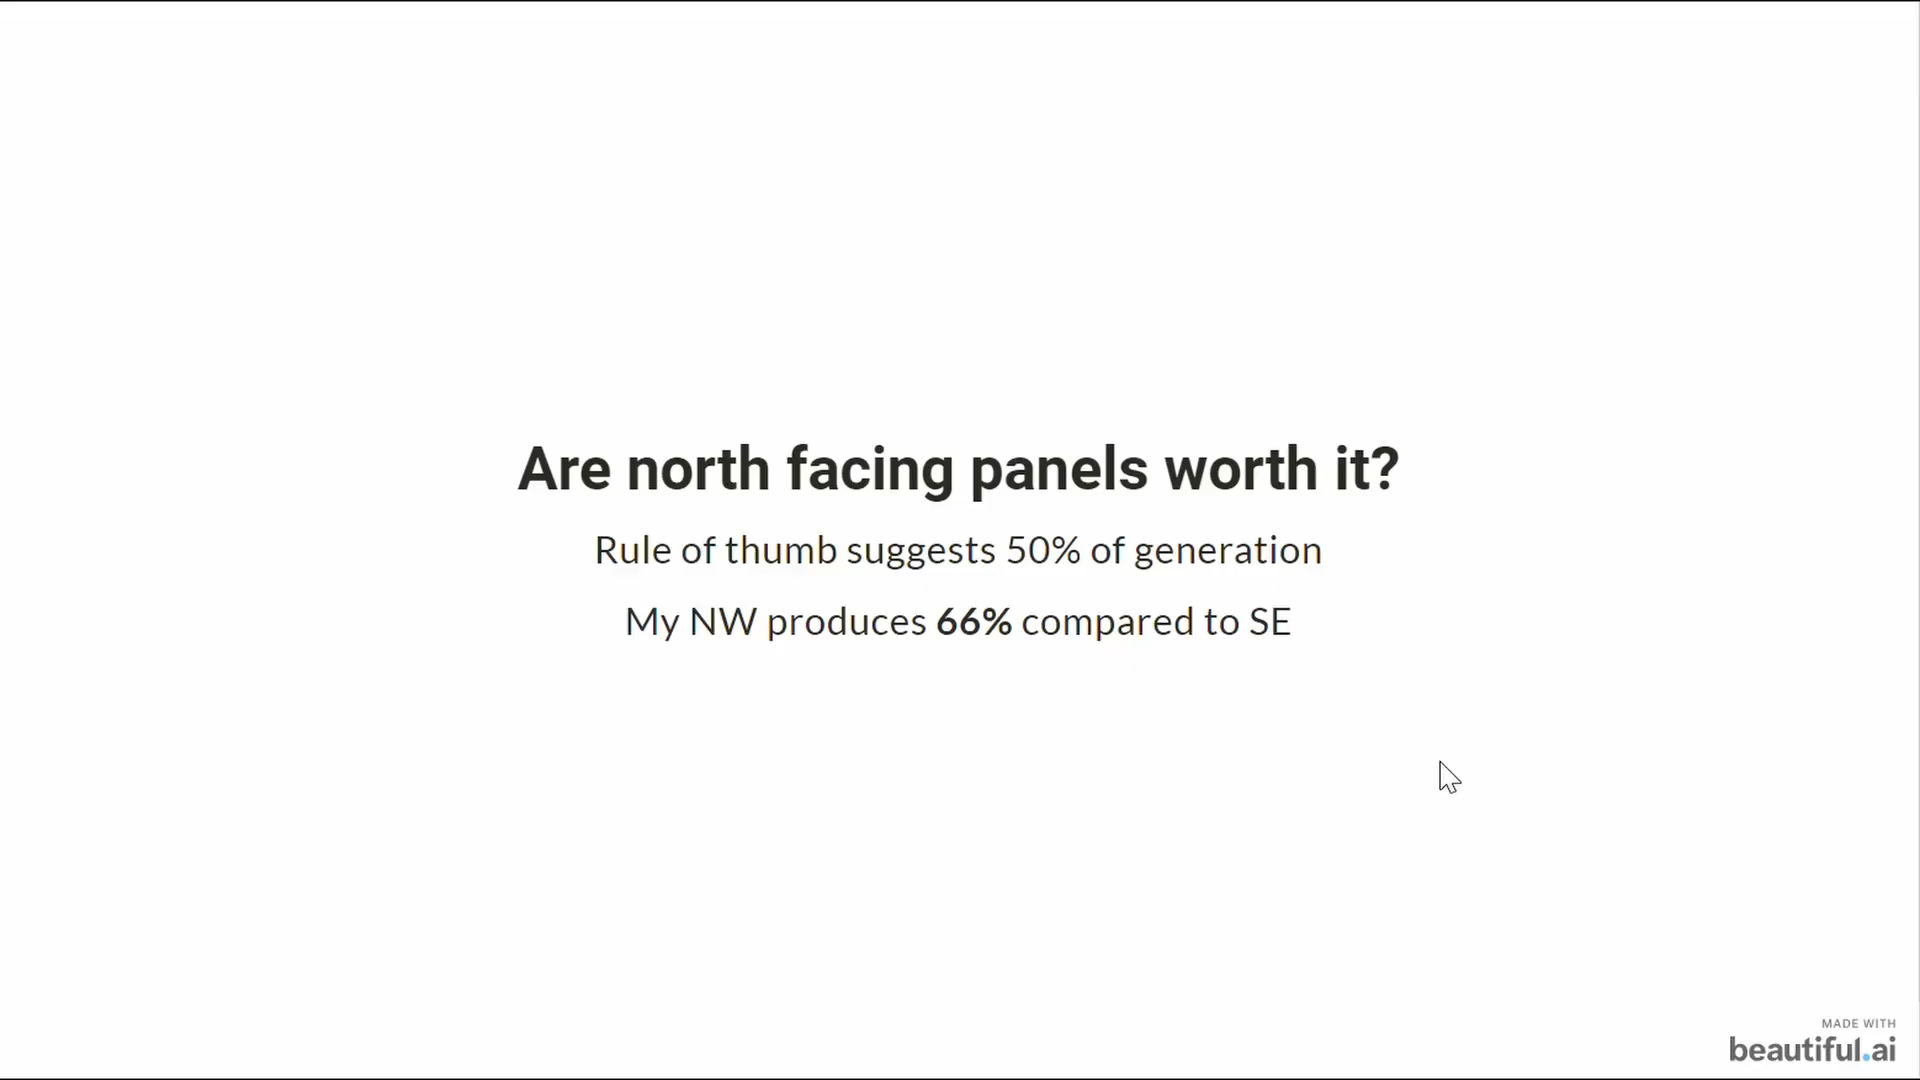 Are north facing panels worth it?
Rule of thumb suggests 50% of generation
My NW produces 66% compared to SE
MADE WITH
beautiful.ai